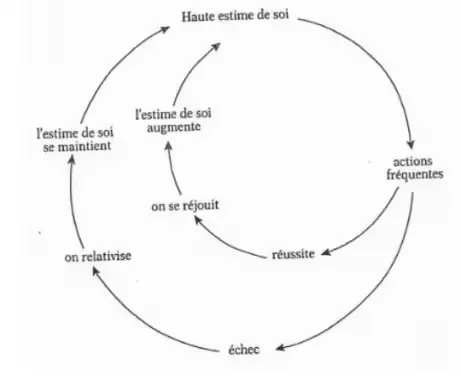 Haute estime de soi
l'estime de soi
augmente
l'estime de soi
se maintient
actions
fréquentes
on se réjouit
on relativise
réussite
échec